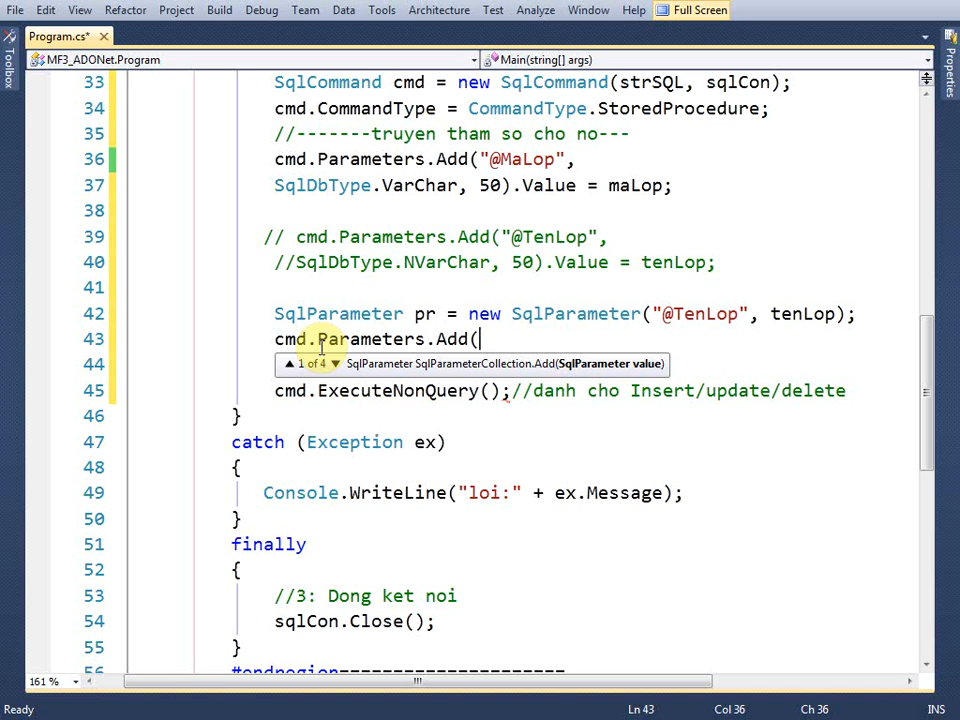 File Edit View Refactor Project Build Debug Team Data Tools Architecture Test Analyze Window Help Full Screen
Program.cs*
Toolbox
Properties
MF3_ADONet.Program Main(string[] args)
33 SqlCommand cmd = new SqlCommand(strSQL, sqlCon);
34 cmd.CommandType = CommandType.StoredProcedure;
35 //-------truyen tham so cho no---
36 cmd.Parameters.Add("@MaLop",
37 SqlDbType.VarChar, 50).Value = maLop;
38
39 // cmd.Parameters.Add("@TenLop",
40 //SqlDbType.NVarChar, 50).Value = tenLop;
41
42 SqlParameter pr = new SqlParameter("@TenLop", tenLop);
43 cmd.Parameters.Add(
44 1 of 4 SqlParameter SqlParameterCollection.Add(SqlParameter value)
45 cmd.ExecuteNonQuery();//danh cho Insert/update/delete
46 }
47 catch (Exception ex)
48 {
49 Console.WriteLine("loi:" + ex.Message);
50 }
51 finally
52 {
53 //3: Dong ket noi
54 sqlCon.Close();
55 }
56 #endregion---------------------
161 %
Ready Ln 43 Col 36 Ch 36 INS